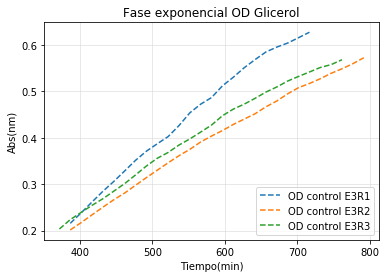 Fase exponencial OD Glicerol
Abs(nm)
0.6
0.5
0.4
0.3
0.2
400
500
600
700
800
Tiempo(min)
OD control E3R1
OD control E3R2
OD control E3R3